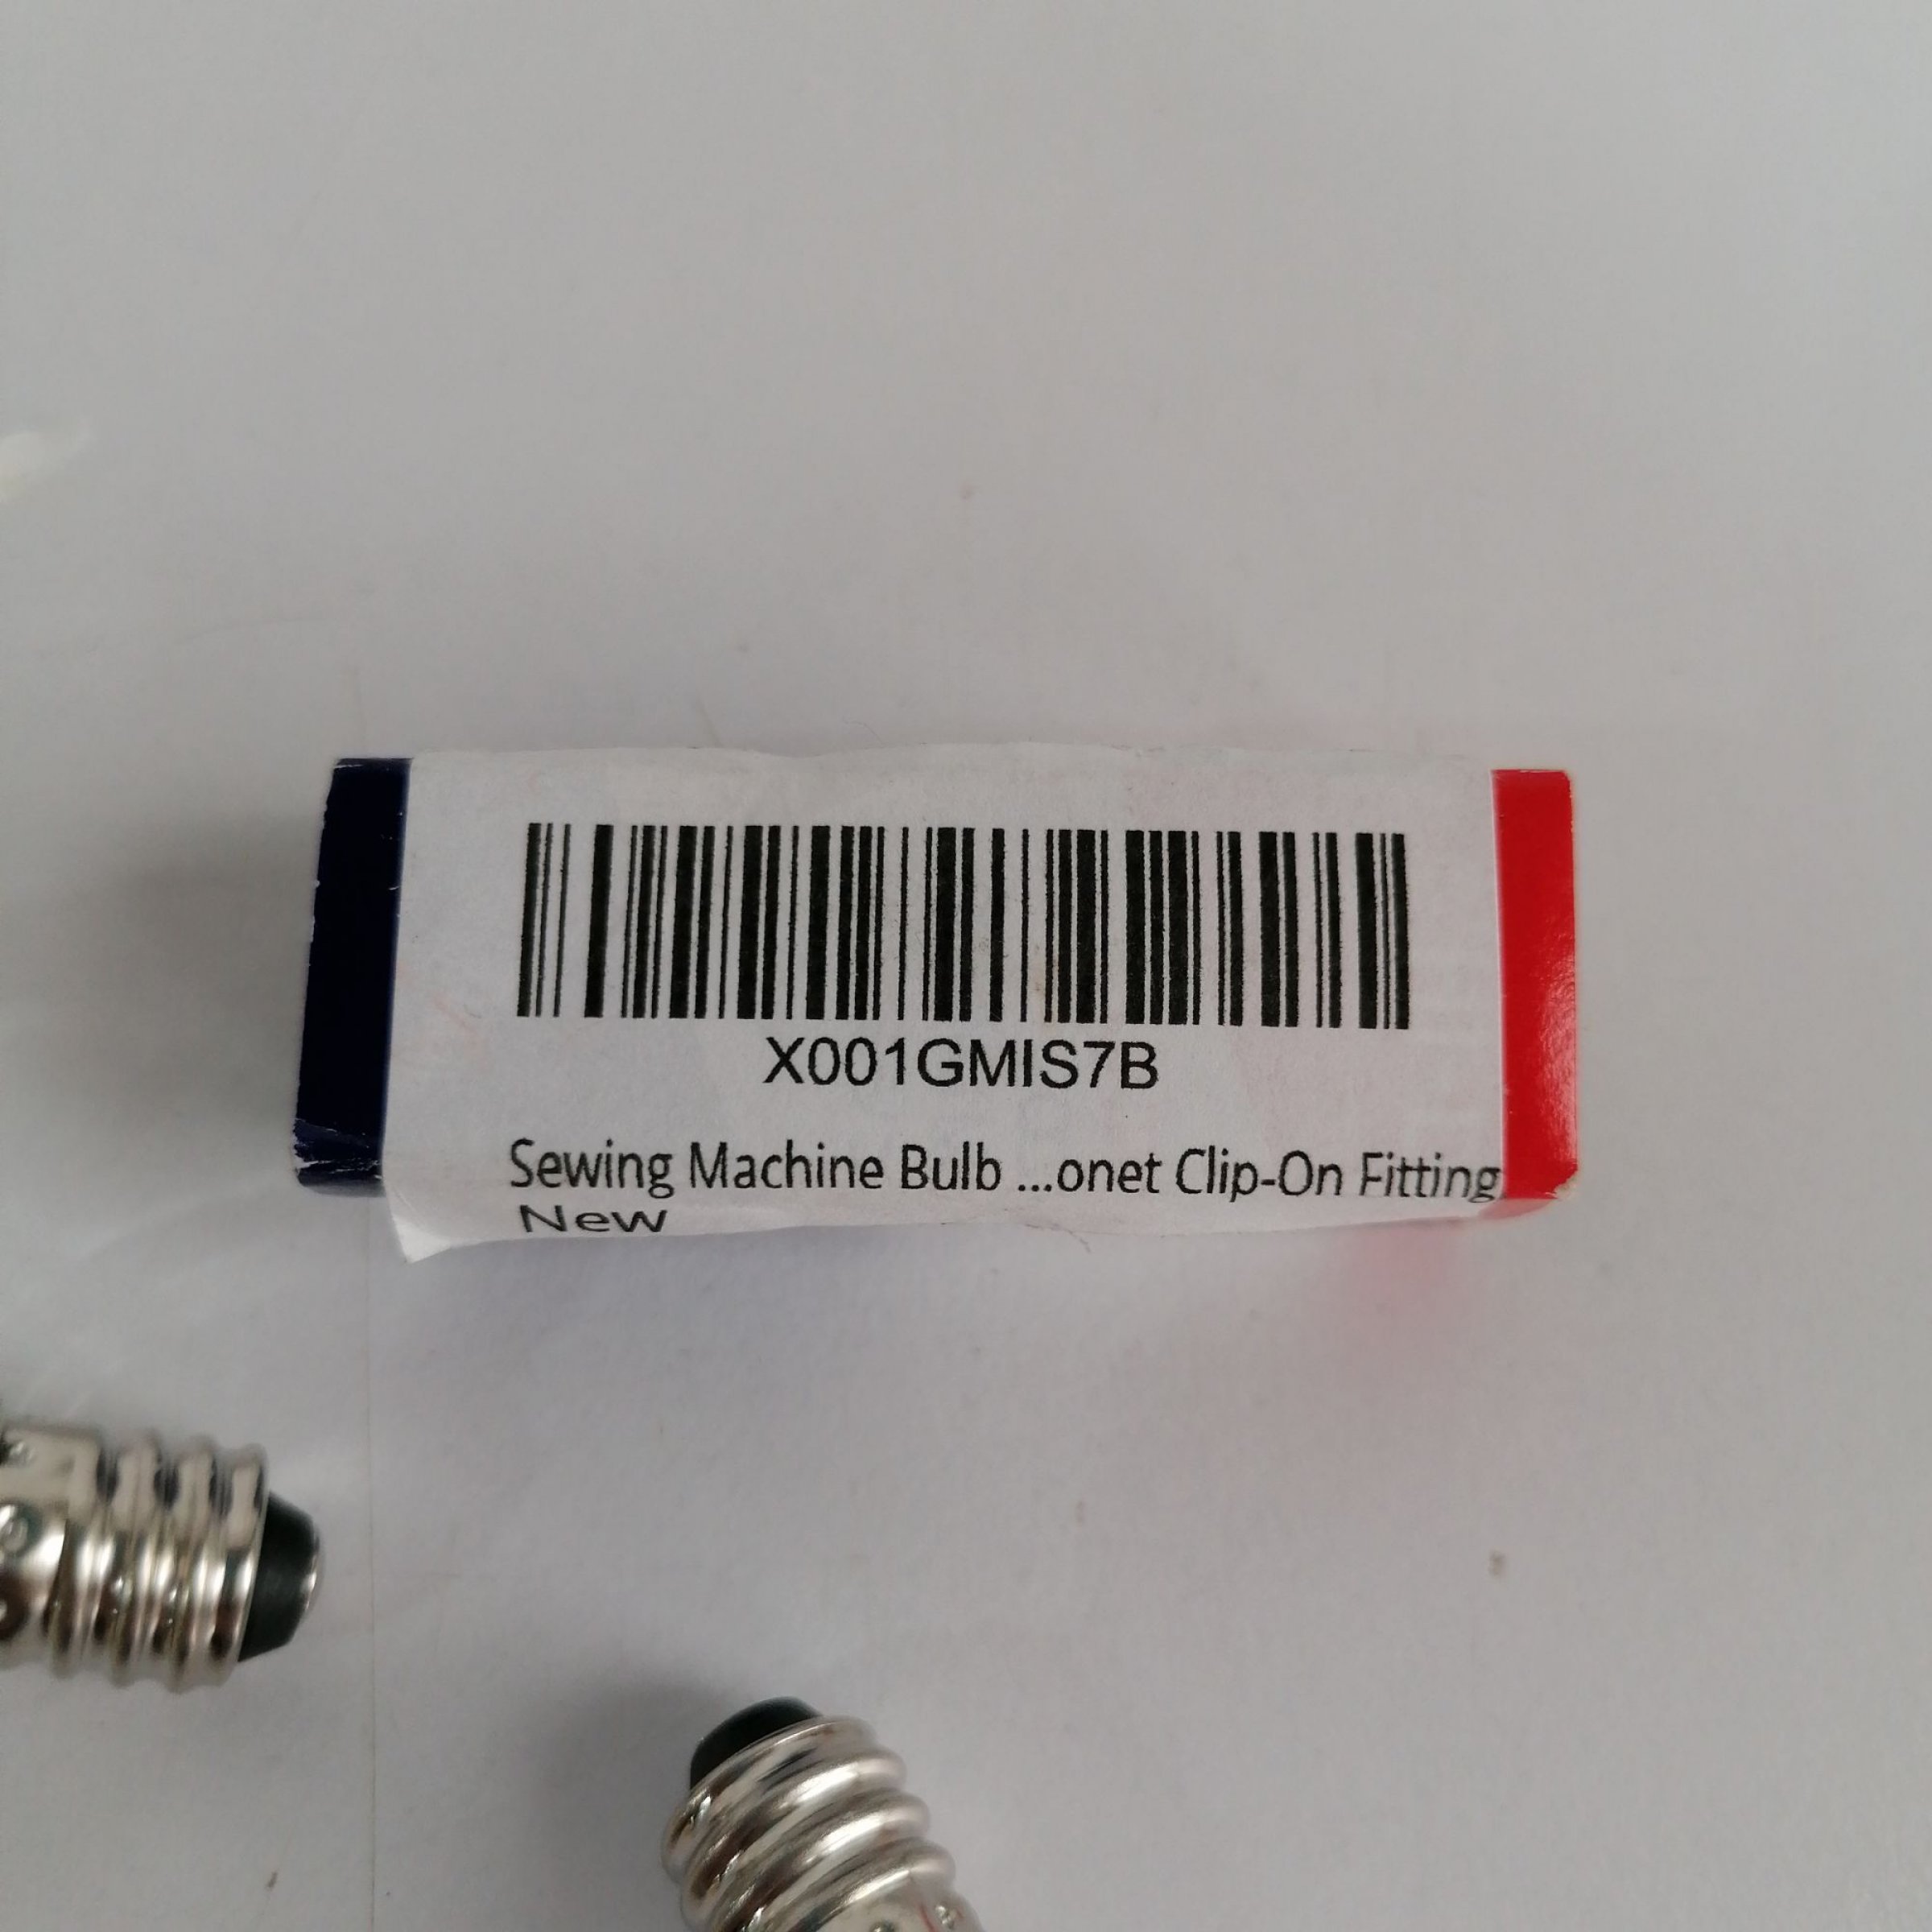 X001GMIS7B
Sewing Machine Bulb ...onet Clip-On Fitting
New